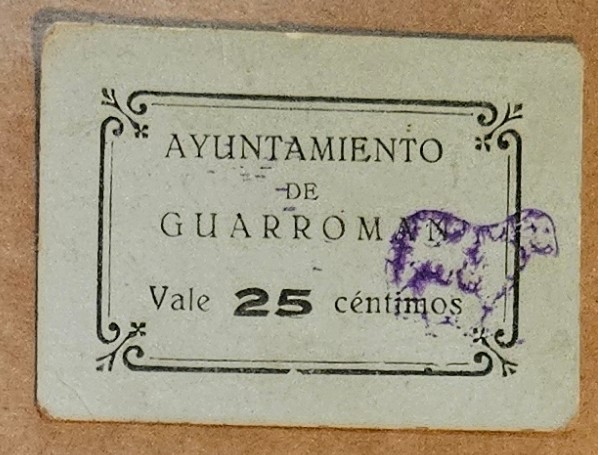 AYUNTAMIENTO
DE
GUARROMAN
Vale 25 céntimos